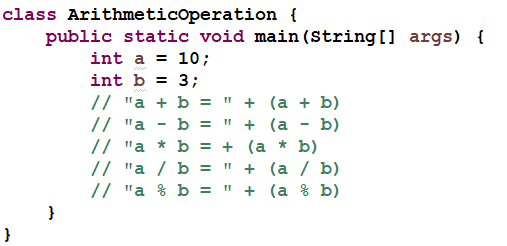 class ArithmeticOperation {
    public static void main(String[] args) {
        int a = 10;
        int b = 3;
        // "a + b = " + (a + b)
        // "a - b = " + (a - b)
        // "a * b = + (a * b)
        // "a / b = " + (a / b)
        // "a % b = " + (a % b)
    }
}